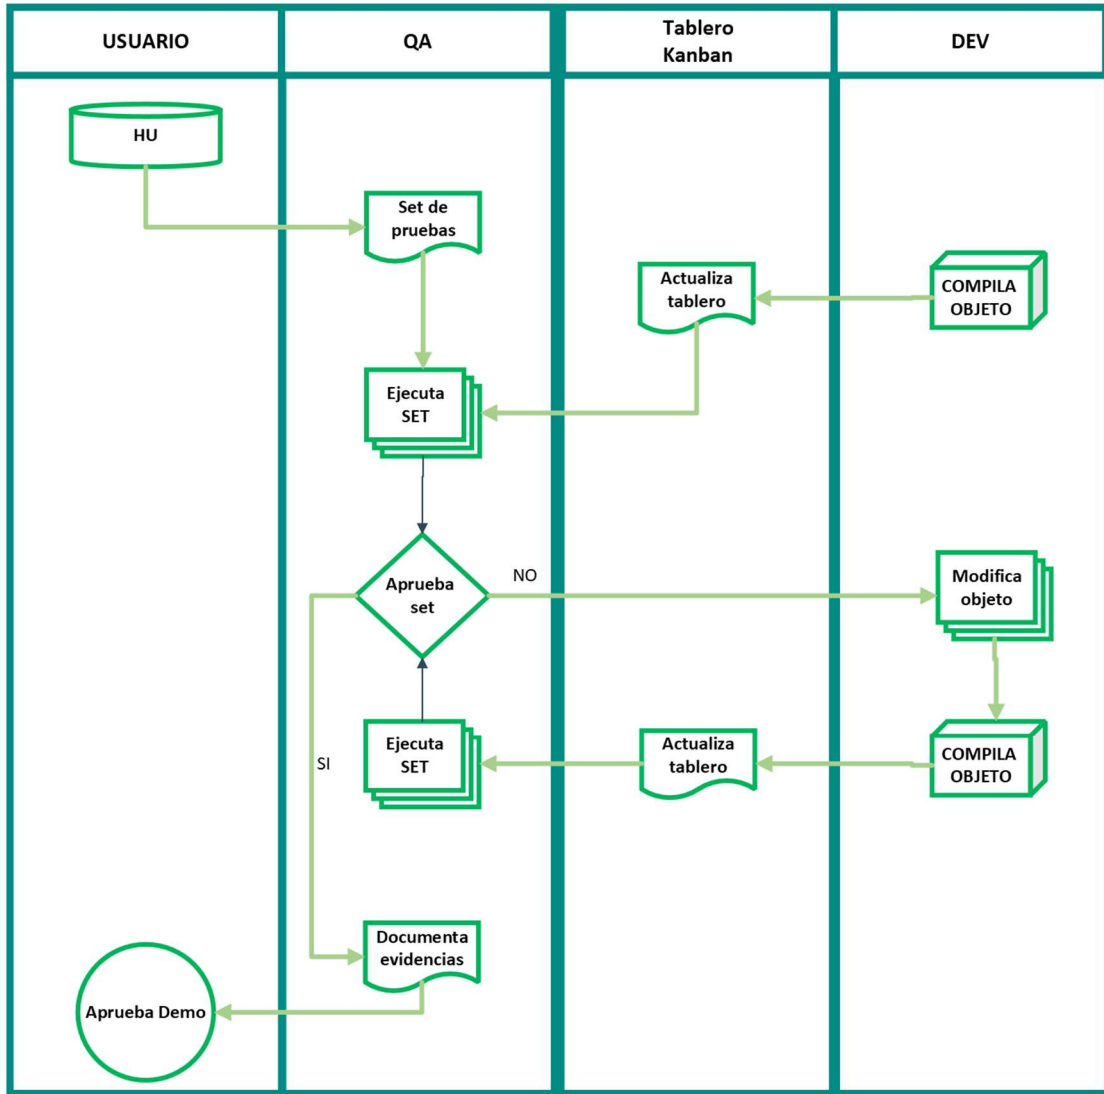 USUARIO
QA
Tablero
Kanban
DEV
HU
Set de
pruebas
Actualiza
tablero
COMPILA
OBJETO
Ejecuta
SET
Aprueba
set
NO
Modifica
objeto
SI
Ejecuta
SET
Actualiza
tablero
COMPILA
OBJETO
Documenta
evidencias
Aprueba Demo